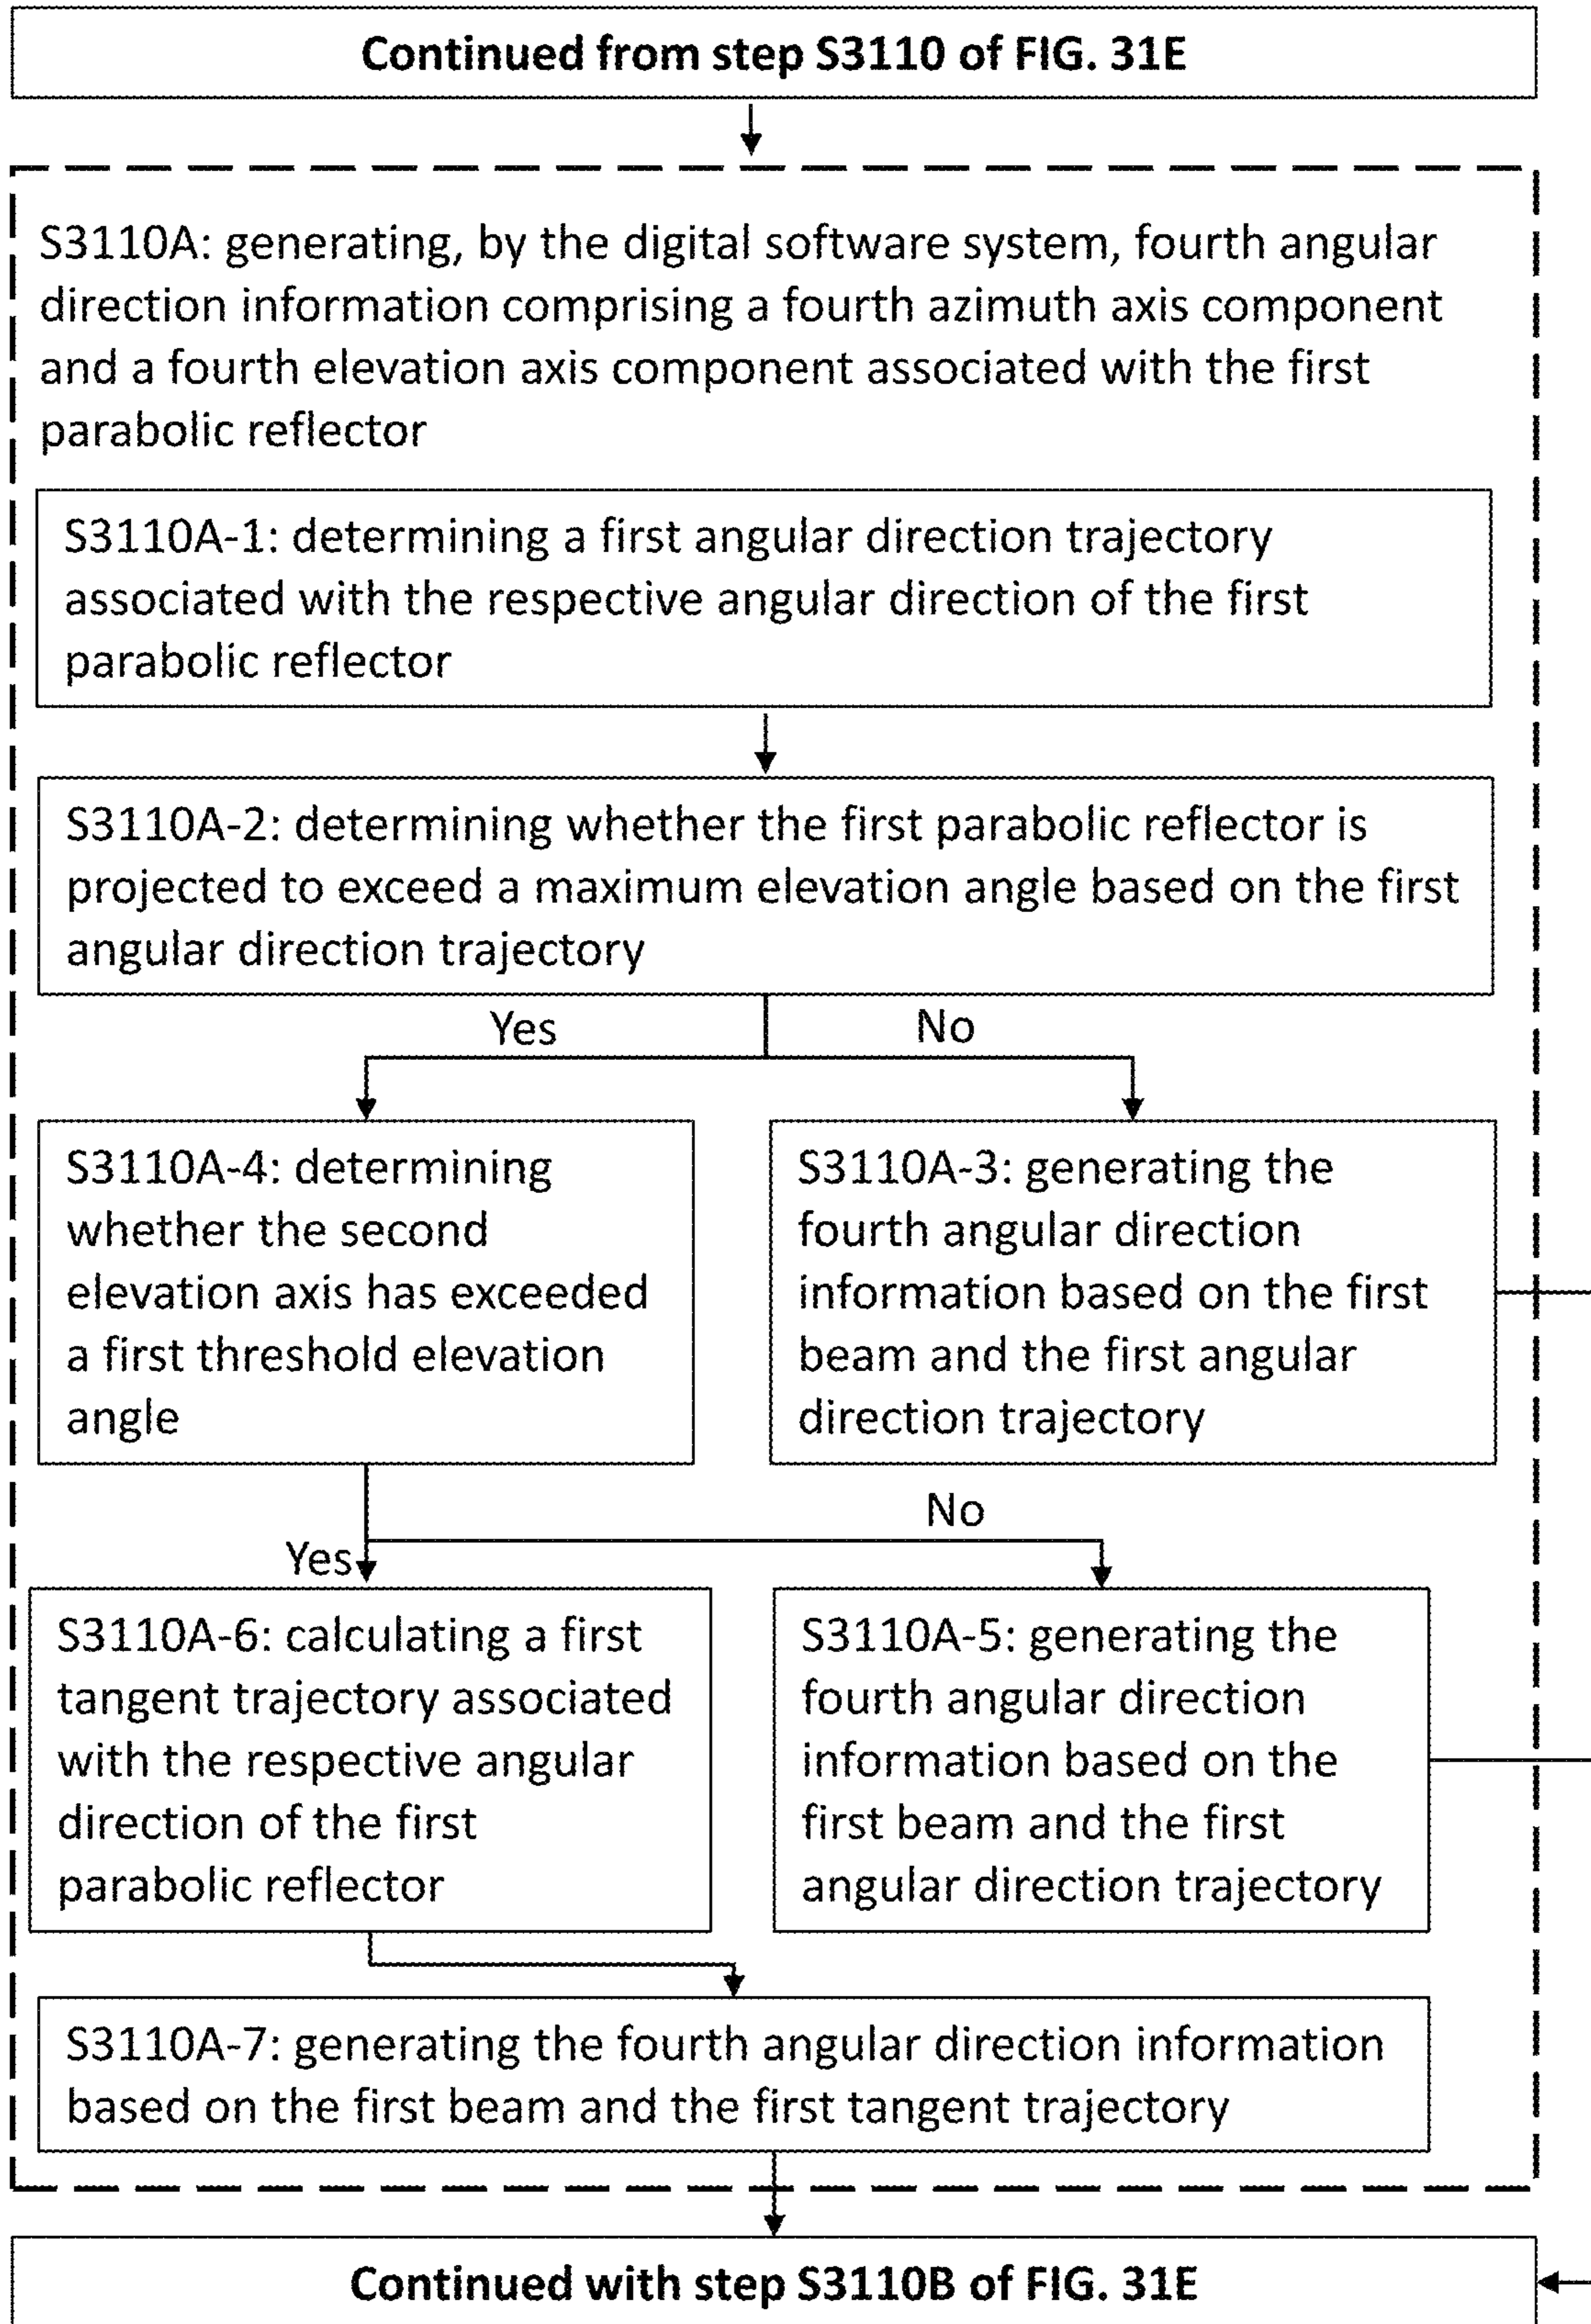 Continued from step S3110 of FIG. 31E
S3110A: generating, by the digital software system, fourth angular
direction information comprising a fourth azimuth axis component
and a fourth elevation axis component associated with the first
parabolic reflector
S3110A-1: determining a first angular direction trajectory
associated with the respective angular direction of the first
parabolic reflector
S3110A-2: determining whether the first parabolic reflector is
projected to exceed a maximum elevation angle based on the first
angular direction trajectory
Yes
No
S3110A-4: determining
whether the second
elevation axis has exceeded
a first threshold elevation
angle
S3110A-3: generating the
fourth angular direction
information based on the first
beam and the first angular
direction trajectory
No
Yes
S3110A-6: calculating a first
tangent trajectory associated
with the respective angular
direction of the first
parabolic reflector
S3110A-5: generating the
fourth angular direction
information based on the
first beam and the first
angular direction trajectory
S3110A-7: generating the fourth angular direction information
based on the first beam and the first tangent trajectory
Continued with step S3110B of FIG. 31E